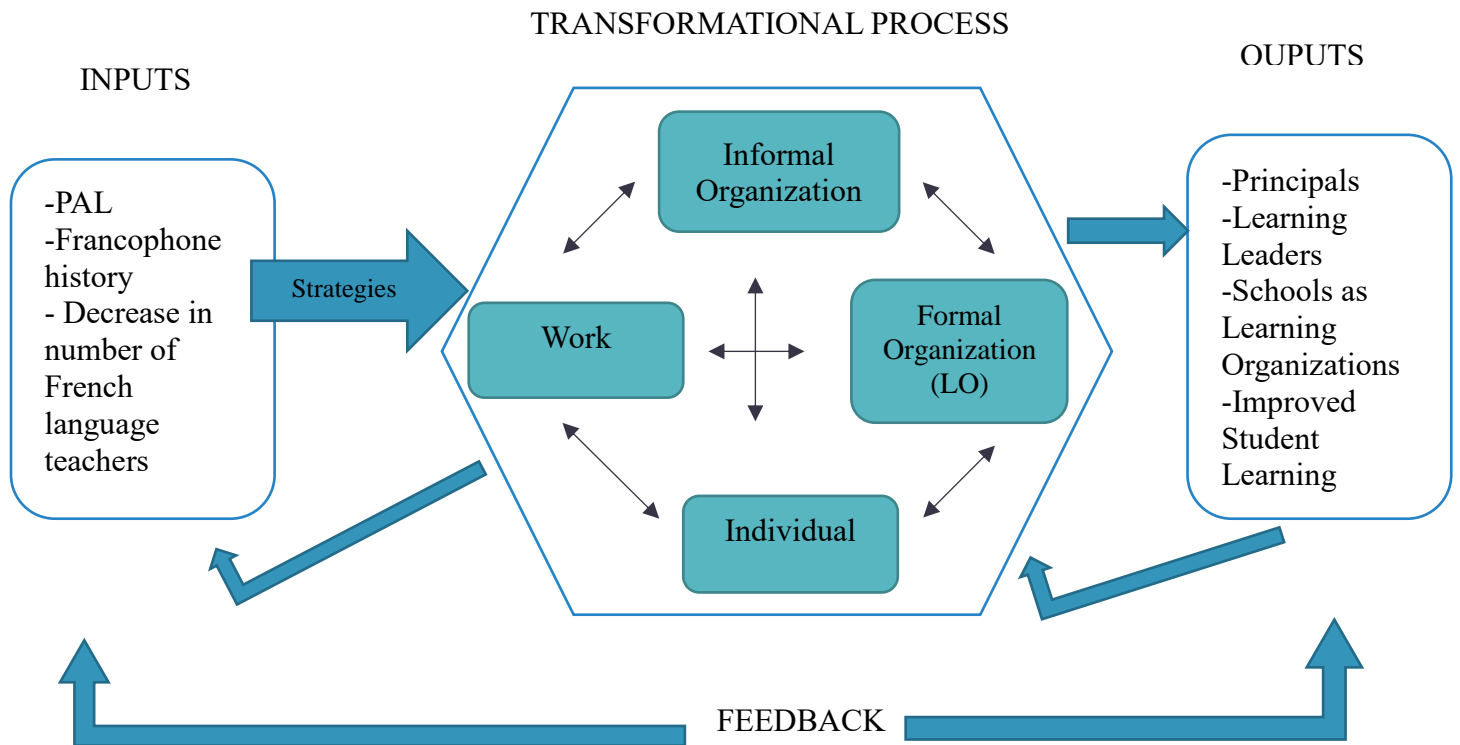 TRANSFORMATIONAL PROCESS
INPUTS
OUPUTS
-PAL
-Francophone
history
- Decrease in
number of
French
language
teachers
Strategies
Informal
Organization
Work
Formal
Organization
(LO)
Individual
-Principals
-Learning
Leaders
-Schools as
Learning
Organizations
-Improved
Student
Learning
FEEDBACK